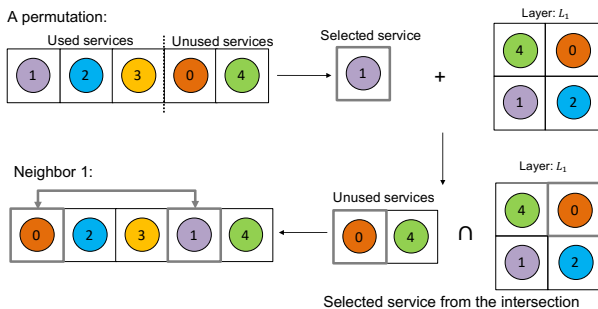 A permutation:
Used services
Unused services
1 2 3 0 4
Selected service
1
+
Layer: L₁
4 0
1 2
Neighbor 1:
0 2 3 1 4
Unused services
0 4
∩
Layer: L₁
4 0
1 2
Selected service from the intersection